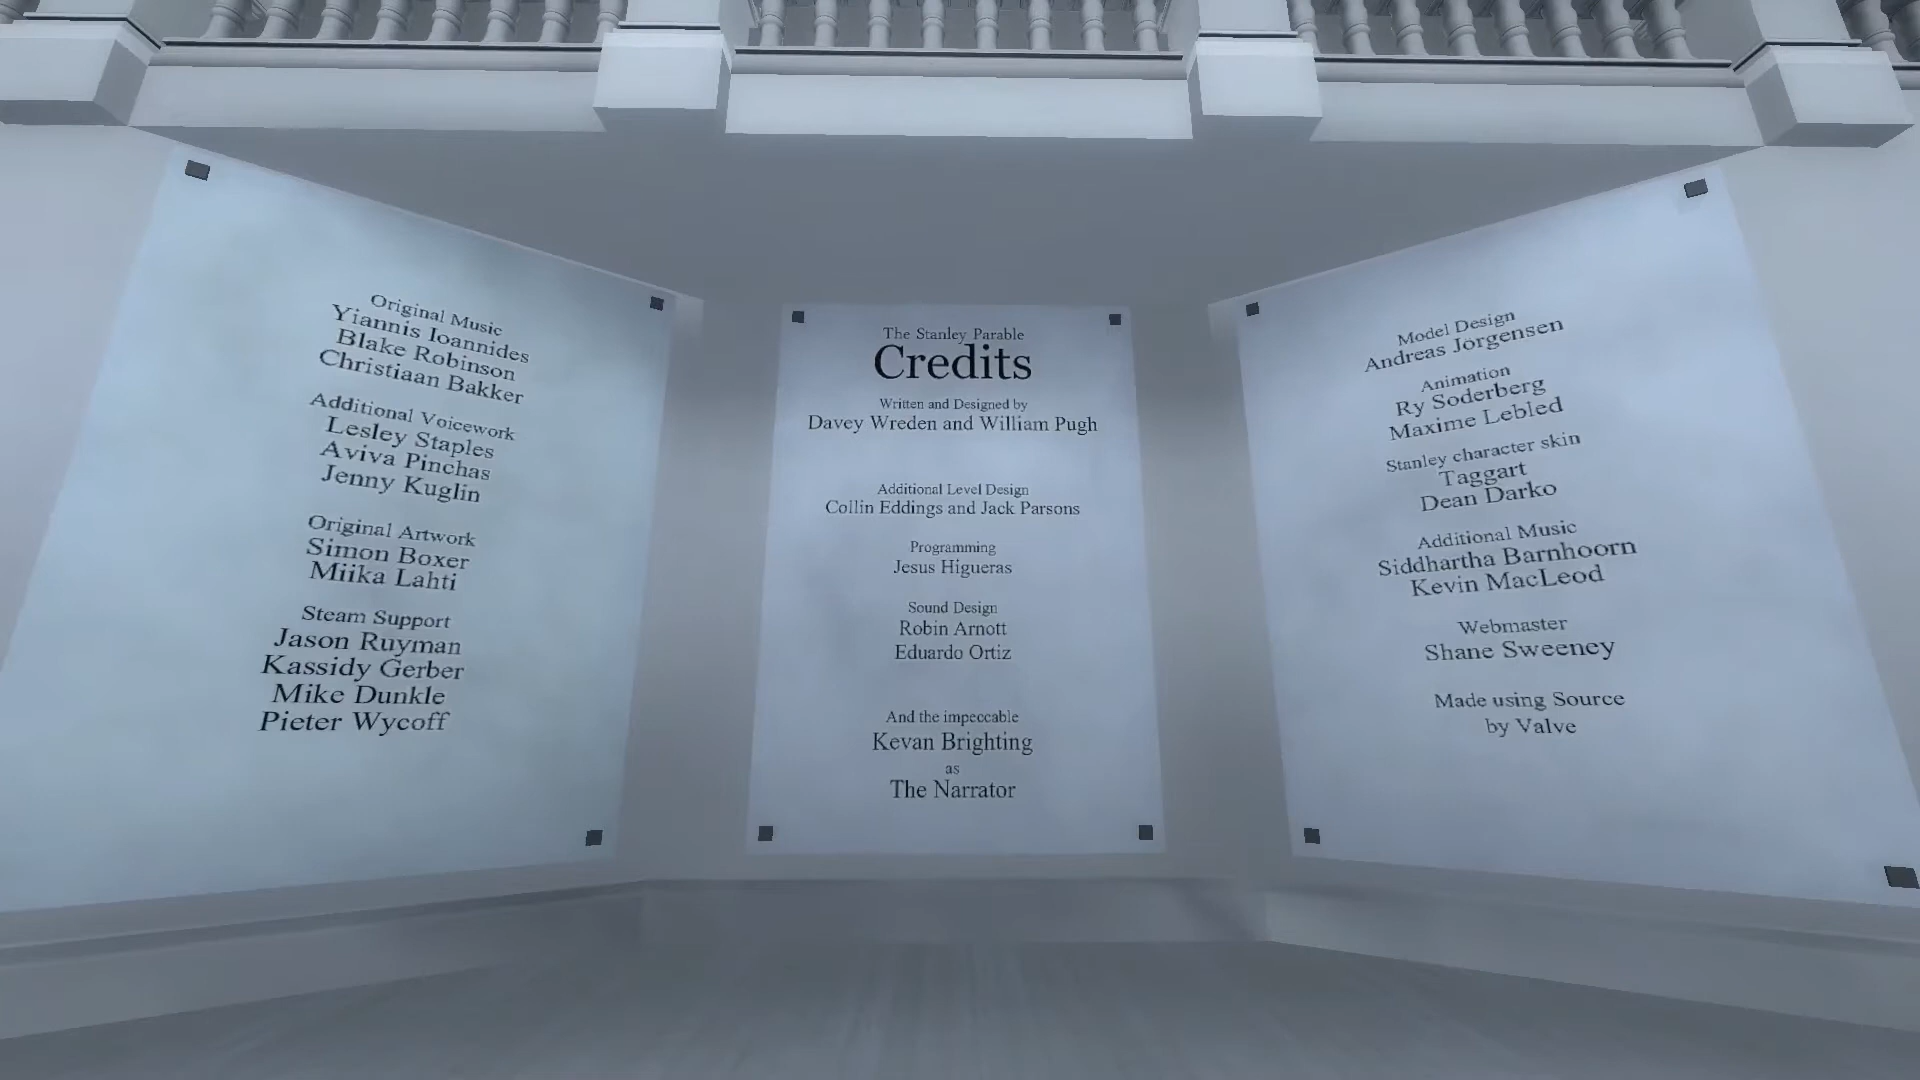 Original Music
Yiannis Ioannides
Blake Robinson
Christiaan Bakker
Additional Voicework
Lesley Staples
Aviva Pinchas
Jenny Kuglin
Original Artwork
Simon Boxer
Miika Lahti
Steam Support
Jason Ruyman
Kassidy Gerber
Mike Dunkle
Pieter Wycoff
The Stanley Parable
Credits
Written and Designed by
Davey Wreden and William Pugh
Additional Level Design
Collin Eddings and Jack Parsons
Programming
Jesus Higueras
Sound Design
Robin Arnott
Eduardo Ortiz
And the impeccable
Kevan Brighting
as
The Narrator
Model Design
Andreas Jörgensen
Animation
Ry Soderberg
Maxime Lebled
Stanley character skin
Taggart
Dean Darko
Additional Music
Siddhartha Barnhoorn
Kevin MacLeod
Webmaster
Shane Sweeney
Made using Source
by Valve